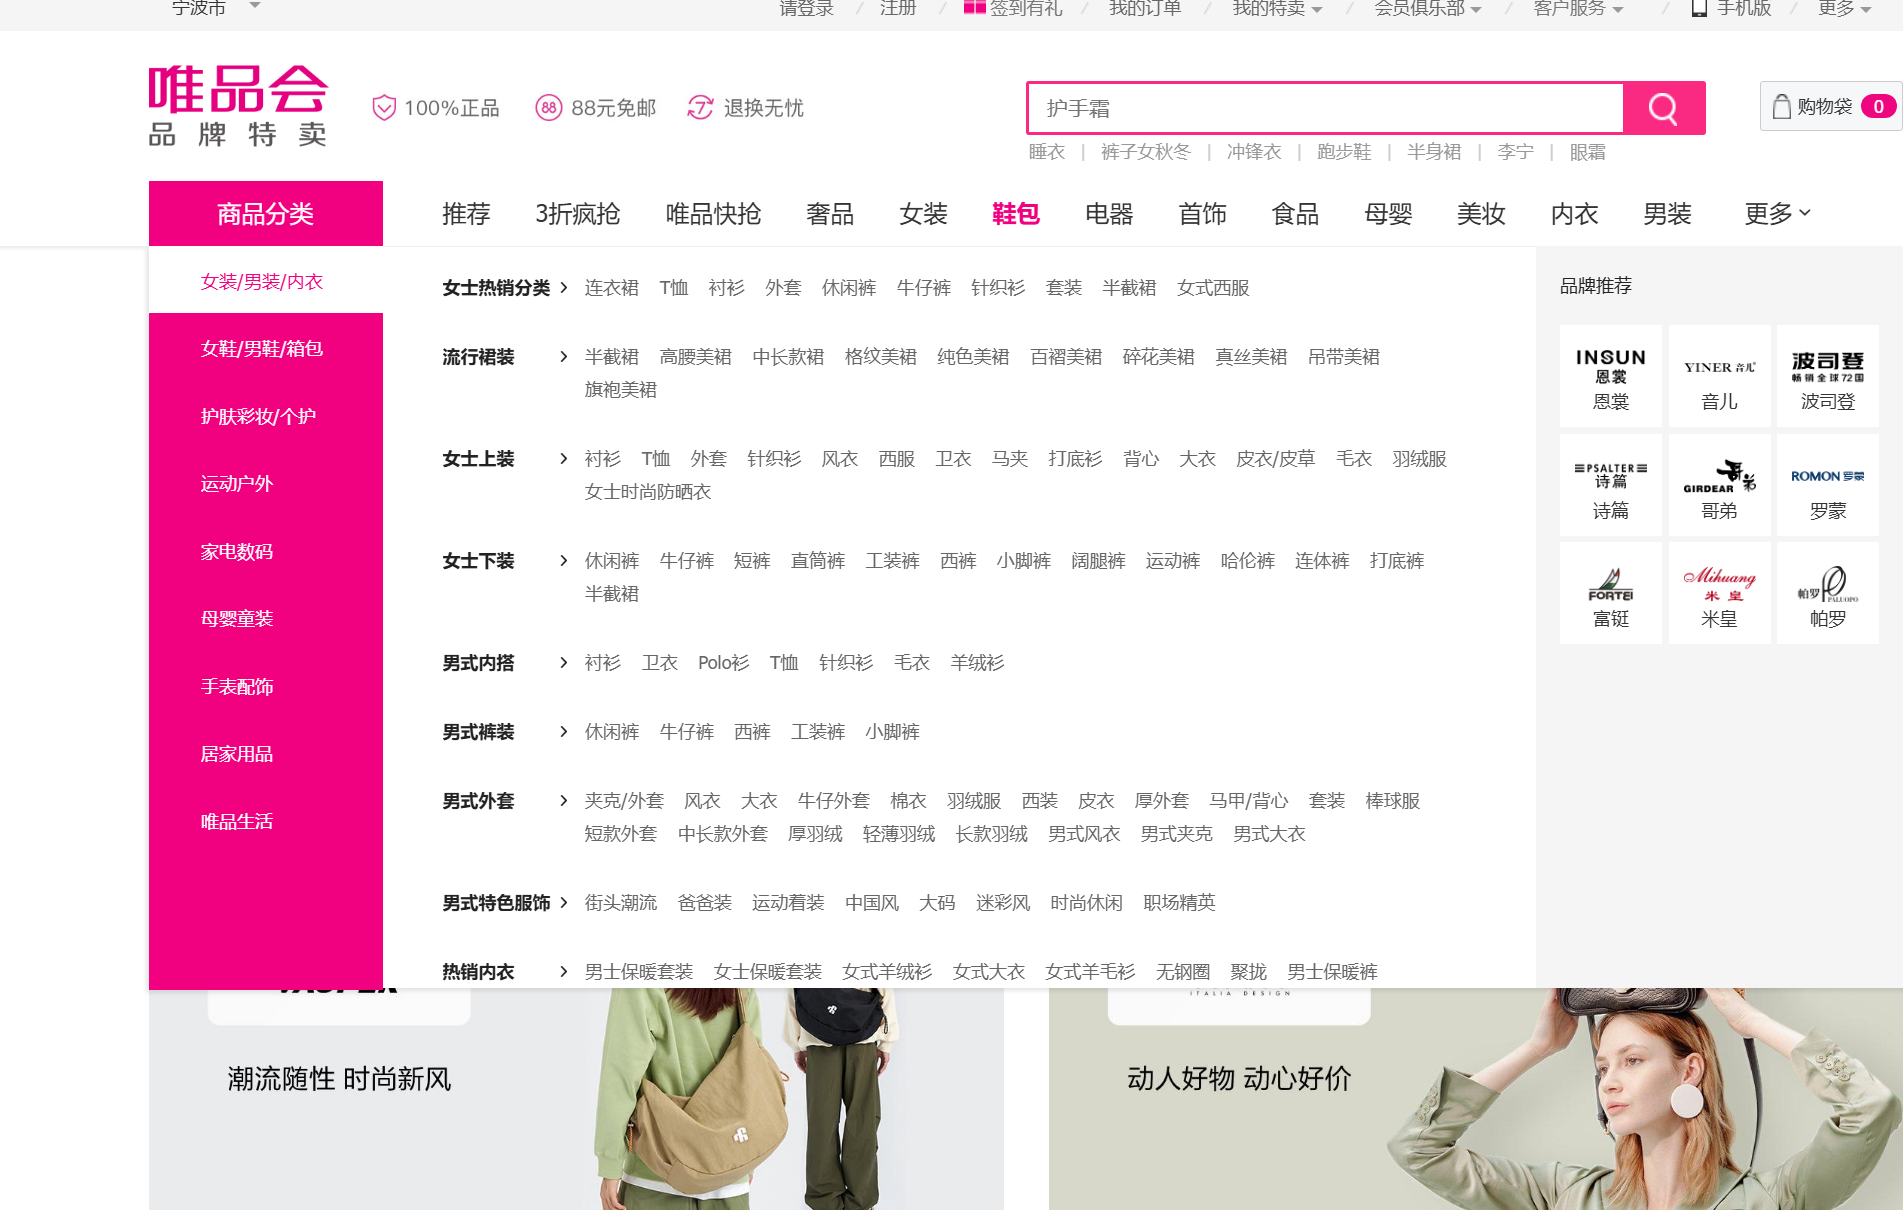 宁波市 请登录 / 注册 / 签到有礼 / 我的订单 / 我的特卖 / 会员俱乐部 / 客户服务 / 手机版 / 更多
唯品会
品牌特卖
100%正品 88元免邮 7 退换无忧
护手霜
购物袋 0
睡衣 | 裤子女秋冬 | 冲锋衣 | 跑步鞋 | 半身裙 | 李宁 | 眼霜
商品分类 推荐 3折疯抢 唯品快抢 奢品 女装 鞋包 电器 首饰 食品 母婴 美妆 内衣 男装 更多
女装/男装/内衣
女鞋/男鞋/箱包
护肤彩妆/个护
运动户外
家电数码
母婴童装
手表配饰
居家用品
唯品生活
女士热销分类 连衣裙 T恤 衬衫 外套 休闲裤 牛仔裤 针织衫 套装 半截裙 女式西服
流行裙装 半截裙 高腰美裙 中长款裙 格纹美裙 纯色美裙 百褶美裙 碎花美裙 真丝美裙 吊带美裙
旗袍美裙
女士上装 衬衫 T恤 外套 针织衫 风衣 西服 卫衣 马夹 打底衫 背心 大衣 皮衣/皮草 毛衣 羽绒服
女士时尚防晒衣
女士下装 休闲裤 牛仔裤 短裤 直筒裤 工装裤 西裤 小脚裤 阔腿裤 运动裤 哈伦裤 连体裤 打底裤
半截裙
男式内搭 衬衫 卫衣 Polo衫 T恤 针织衫 毛衣 羊绒衫
男式裤装 休闲裤 牛仔裤 西裤 工装裤 小脚裤
男式外套 夹克/外套 风衣 大衣 牛仔外套 棉衣 羽绒服 西装 皮衣 厚外套 马甲/背心 套装 棒球服
短款外套 中长款外套 厚羽绒 轻薄羽绒 长款羽绒 男式风衣 男式夹克 男式大衣
男式特色服饰 街头潮流 爸爸装 运动着装 中国风 大码 迷彩风 时尚休闲 职场精英
热销内衣 男士保暖套装 女士保暖套装 女式羊绒衫 女式大衣 女式羊毛衫 无钢圈 聚拢 男士保暖裤
品牌推荐
INSUN
恩裳
恩裳
YINER 音儿
音儿
波司登
畅销全球72国
波司登
PSALTER
诗篇
诗篇
GIRDEAR 哥弟
哥弟
ROMON 罗蒙
罗蒙
FORTEI
富铤
Mihuang
米皇
米皇
帕罗 PALUOPO
帕罗
ITALIA DESIGN
潮流随性 时尚新风
动人好物 动心好价